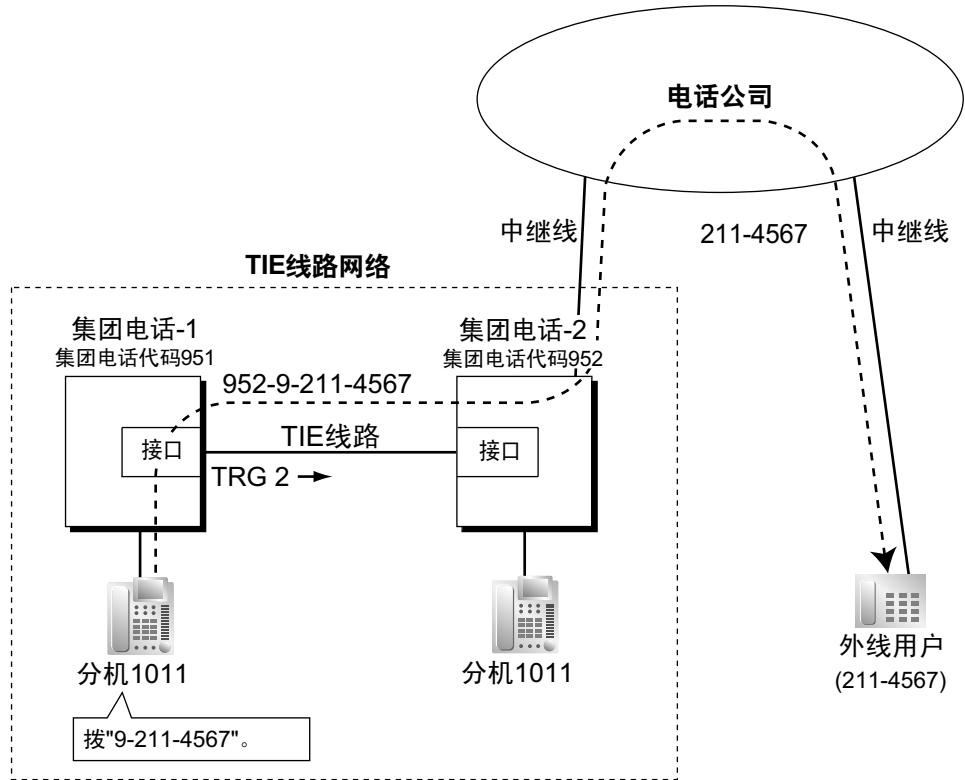 电话公司
中继线
211-4567
中继线
TIE线路网络
集团电话-1
集团电话代码951
集团电话-2
集团电话代码952
952-9-211-4567
接口
TIE线路
接口
TRG 2
分机1011
分机1011
外线用户
(211-4567)
拨"9-211-4567"。